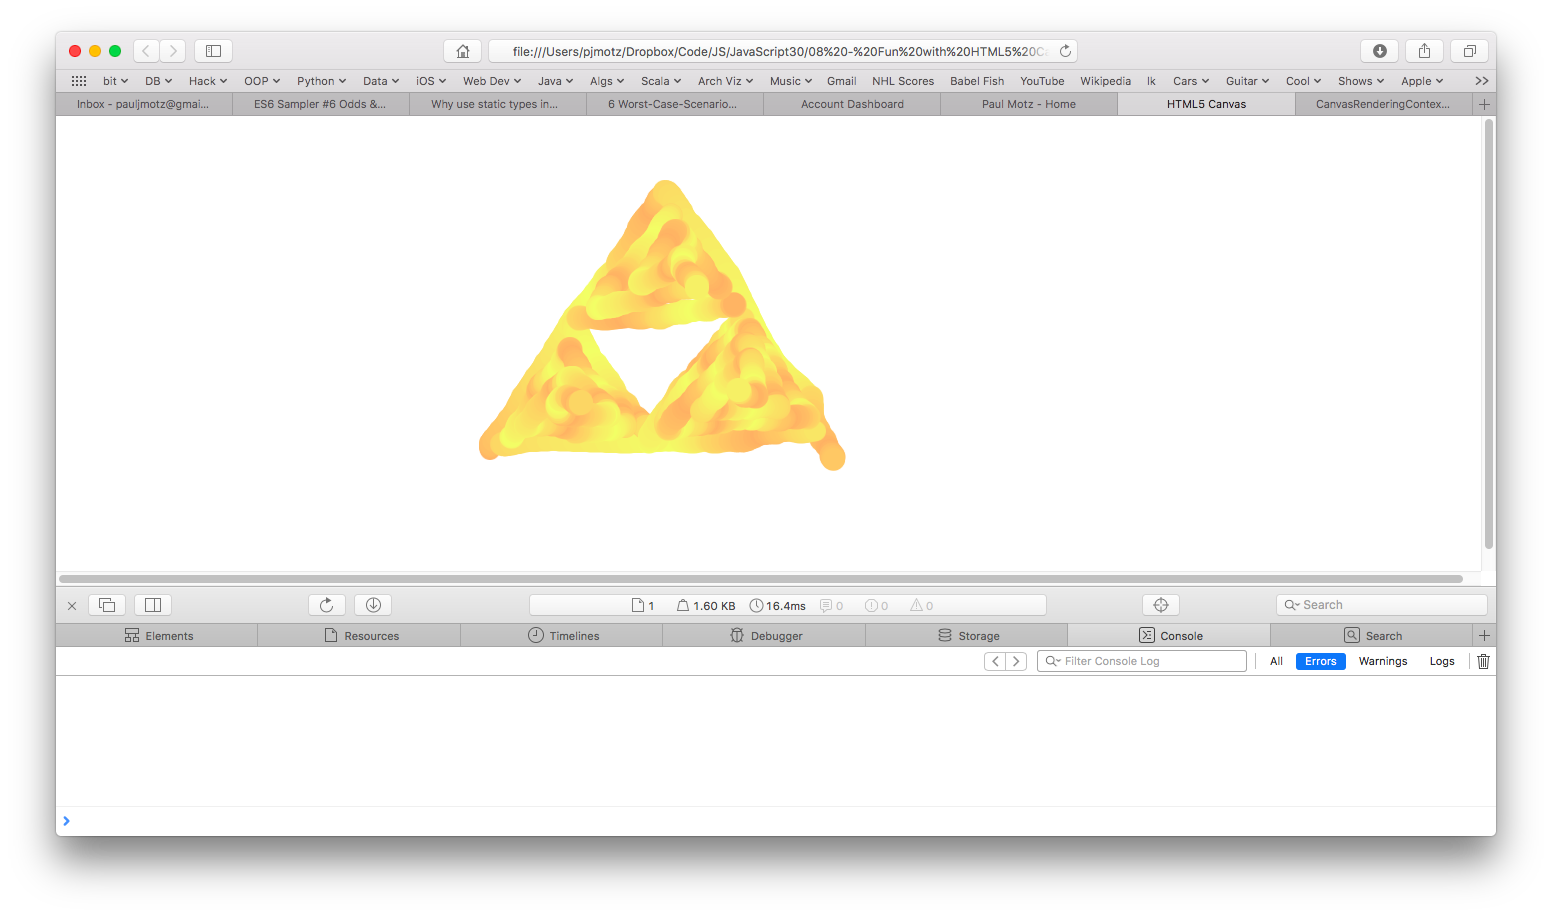 file:///Users/pjmotz/Dropbox/Code/JS/JavaScript30/08%20-%20Fun%20with%20HTML5%20C
bit DB Hack OOP Python Data iOS Web Dev Java Algs Scala Arch Viz Music Gmail NHL Scores Babel Fish YouTube Wikipedia lk Cars Guitar Cool Shows Apple
Inbox - pauljmotz@gmai... ES6 Sampler #6 Odds &... Why use static types in... 6 Worst-Case-Scenario... Account Dashboard Paul Motz - Home HTML5 Canvas CanvasRenderingContex...
1 1.60 KB 16.4ms 0 0 0 Search
Elements Resources Timelines Debugger Storage Console Search
Filter Console Log All Errors Warnings Logs